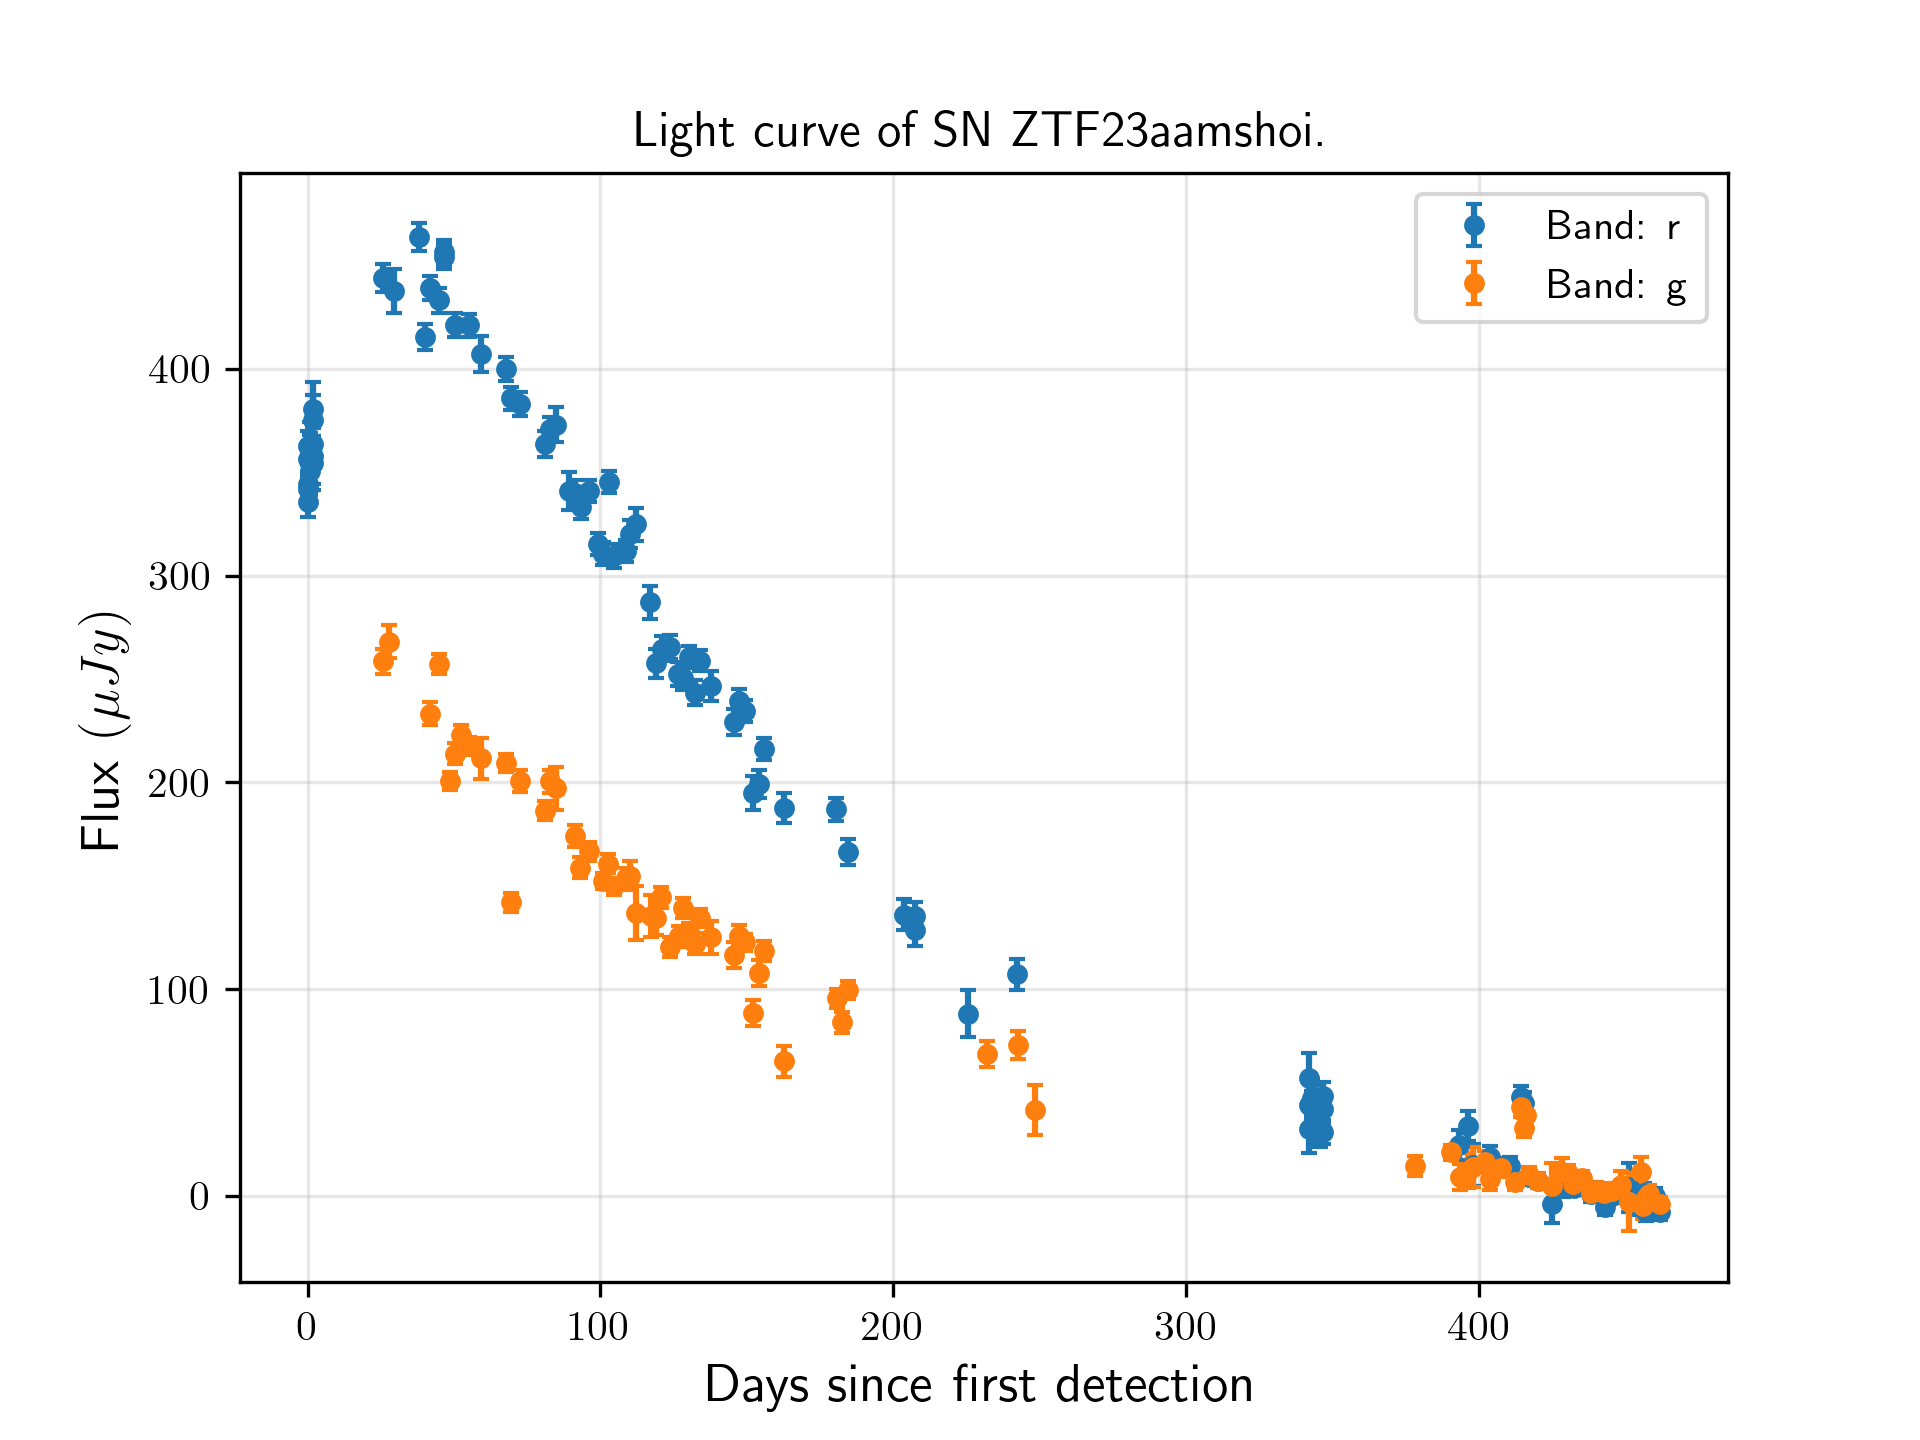 Light curve of SN ZTF23aamshoi.
Band: r
Band: g
Flux (μJy)
400
300
200
100
0
0 100 200 300 400
Days since first detection